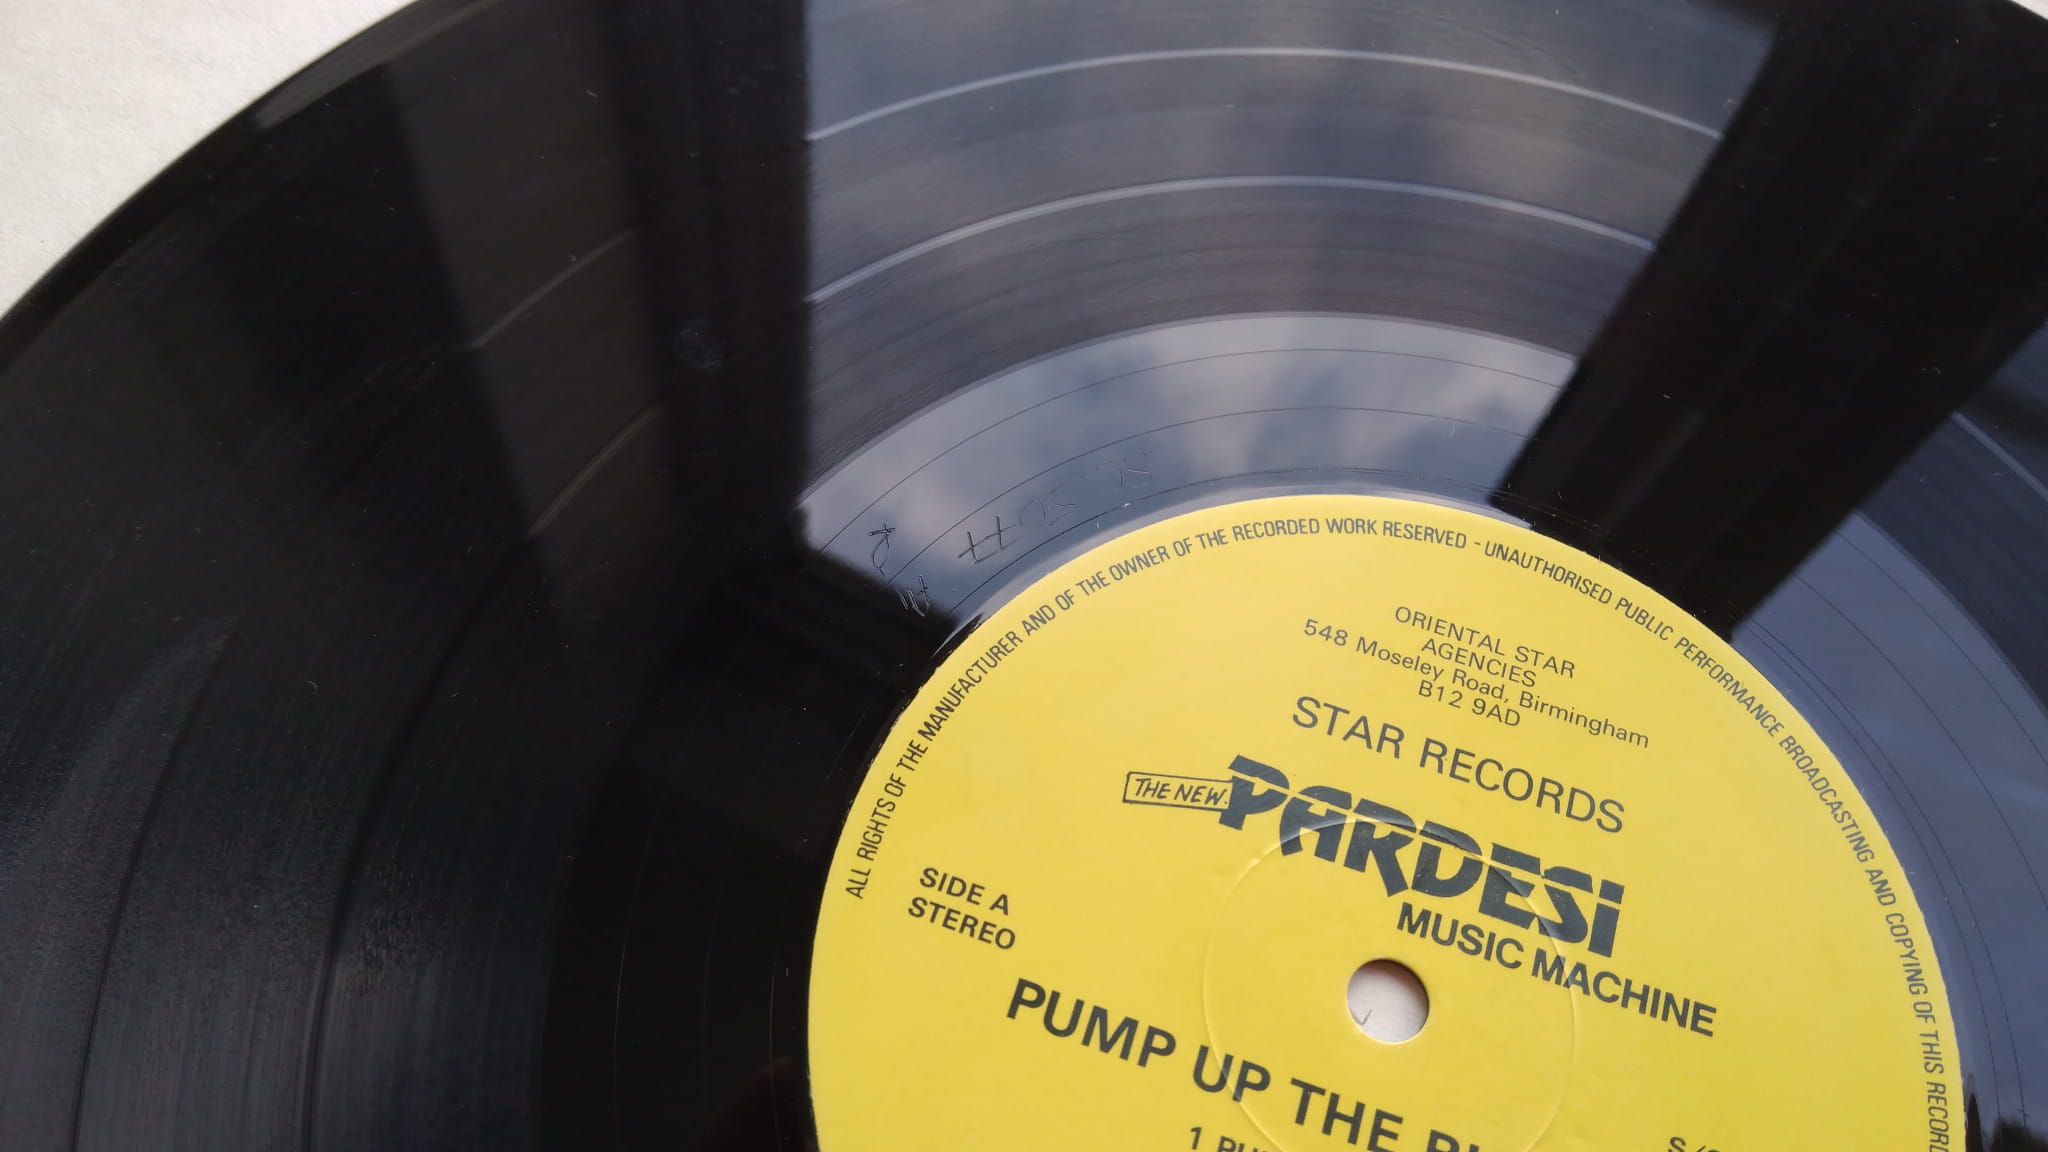 ALL RIGHTS OF THE MANUFACTURER AND OF THE OWNER OF THE RECORDED WORK RESERVED - UNAUTHORISED PUBLIC PERFORMANCE BROADCASTING AND COPYING OF THIS RECORD
ORIENTAL STAR
AGENCIES
548 Moseley Road, Birmingham
B12 9AD
STAR RECORDS
THE NEW
PARDESI
MUSIC MACHINE
SIDE A
STEREO
PUMP UP THE
1